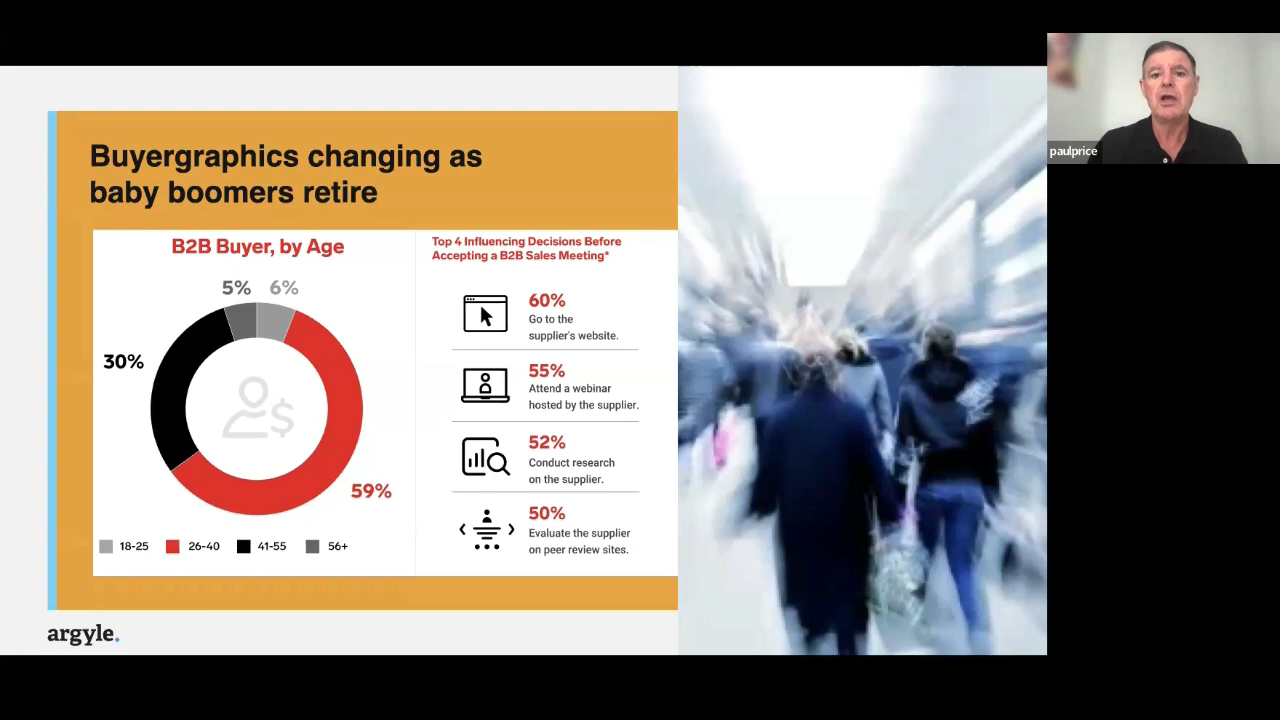 Buyergraphics changing as
baby boomers retire
B2B Buyer, by Age
5%
6%
30%
59%
18-25
26-40
41-55
56+
Top 4 Influencing Decisions Before
Accepting a B2B Sales Meeting*
60%
Go to the
supplier's website.
55%
Attend a webinar
hosted by the supplier.
52%
Conduct research
on the supplier.
50%
Evaluate the supplier
on peer review sites.
argyle.
paulprice